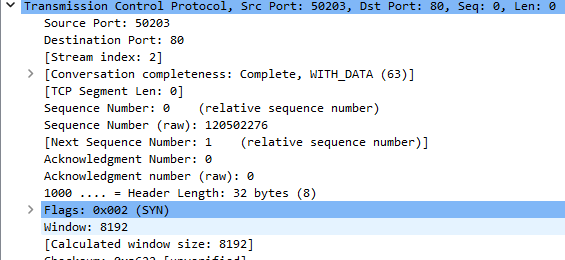 Transmission Control Protocol, Src Port: 50203, Dst Port: 80, Seq: 0, Len: 0
Source Port: 50203
Destination Port: 80
[Stream index: 2]
[Conversation completeness: Complete, WITH_DATA (63)]
[TCP Segment Len: 0]
Sequence Number: 0    (relative sequence number)
Sequence Number (raw): 120502276
[Next Sequence Number: 1    (relative sequence number)]
Acknowledgment Number: 0
Acknowledgment number (raw): 0
1000 .... = Header Length: 32 bytes (8)
Flags: 0x002 (SYN)
Window: 8192
[Calculated window size: 8192]